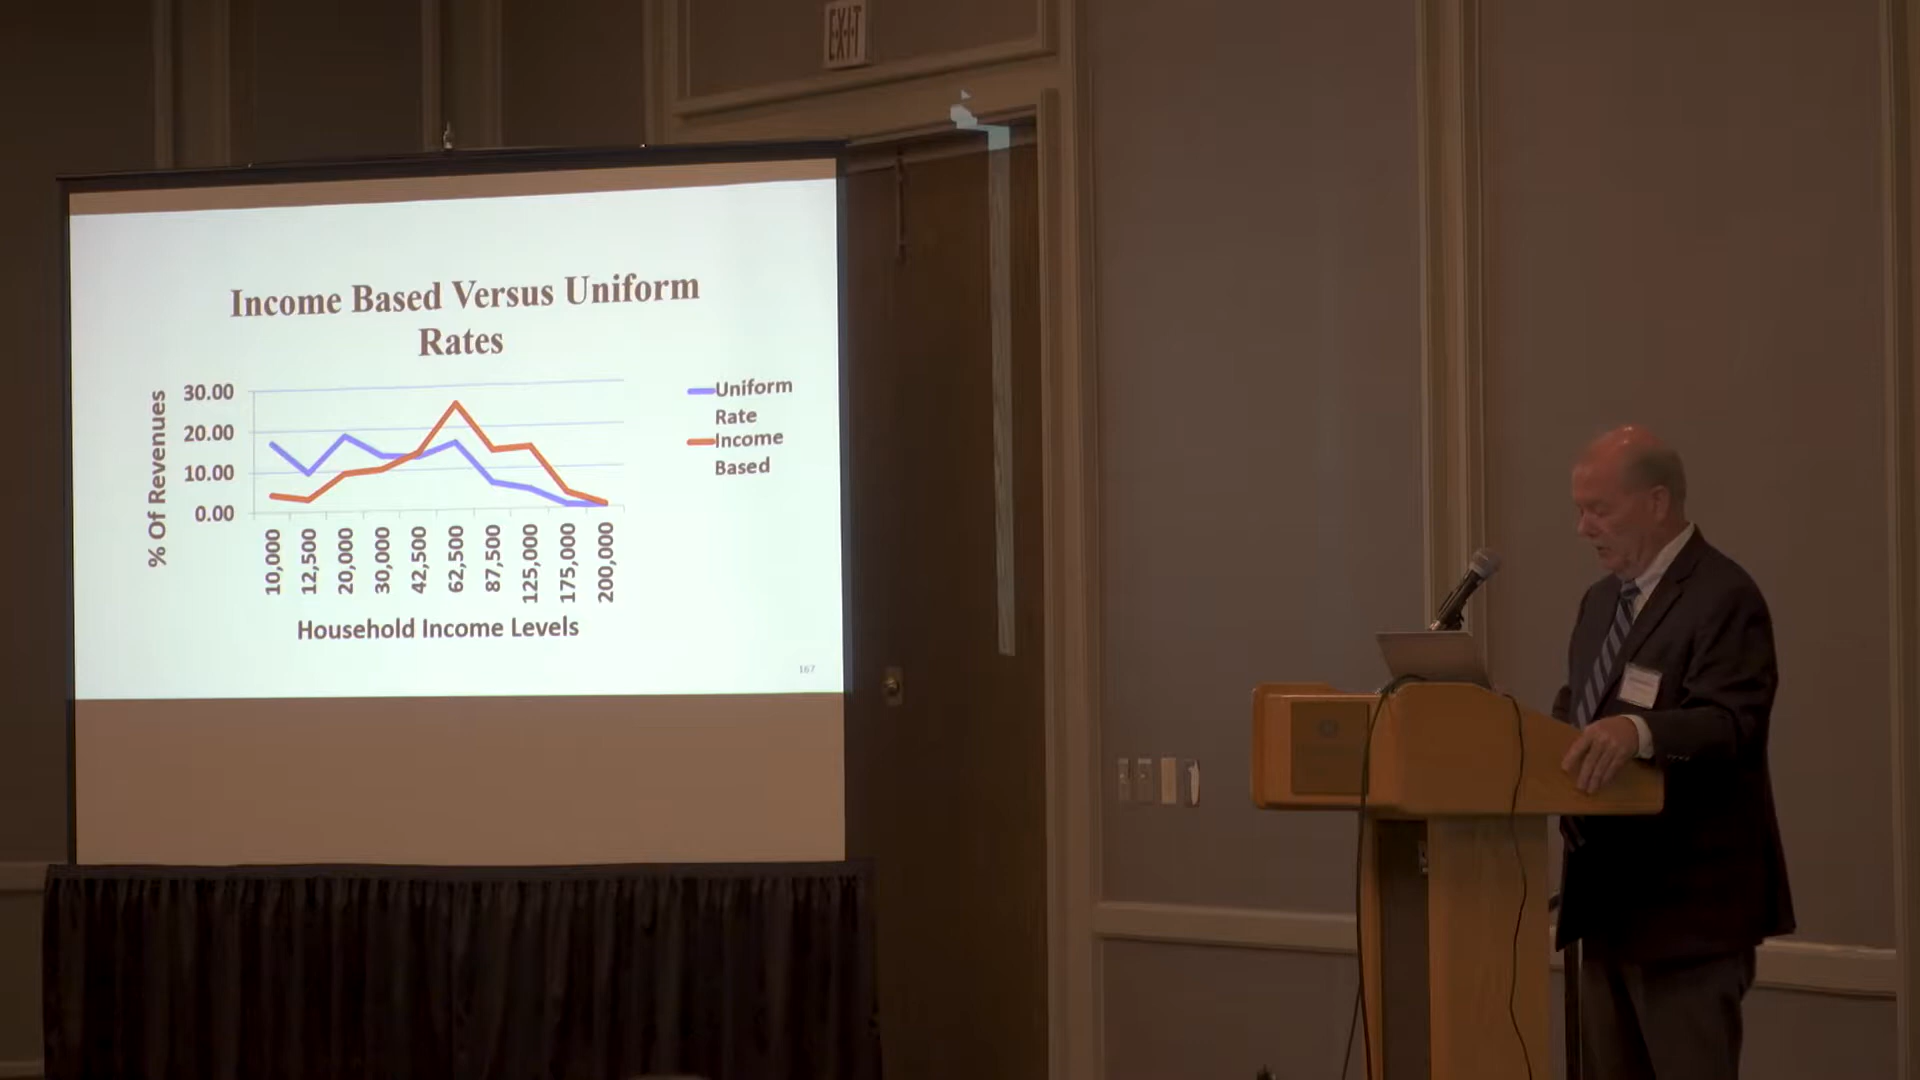 EXIT
Income Based Versus Uniform
Rates
% Of Revenues
30.00
20.00
10.00
0.00
10,000
12,500
20,000
30,000
42,500
62,500
87,500
125,000
175,000
200,000
Household Income Levels
Uniform
Rate
Income
Based
167